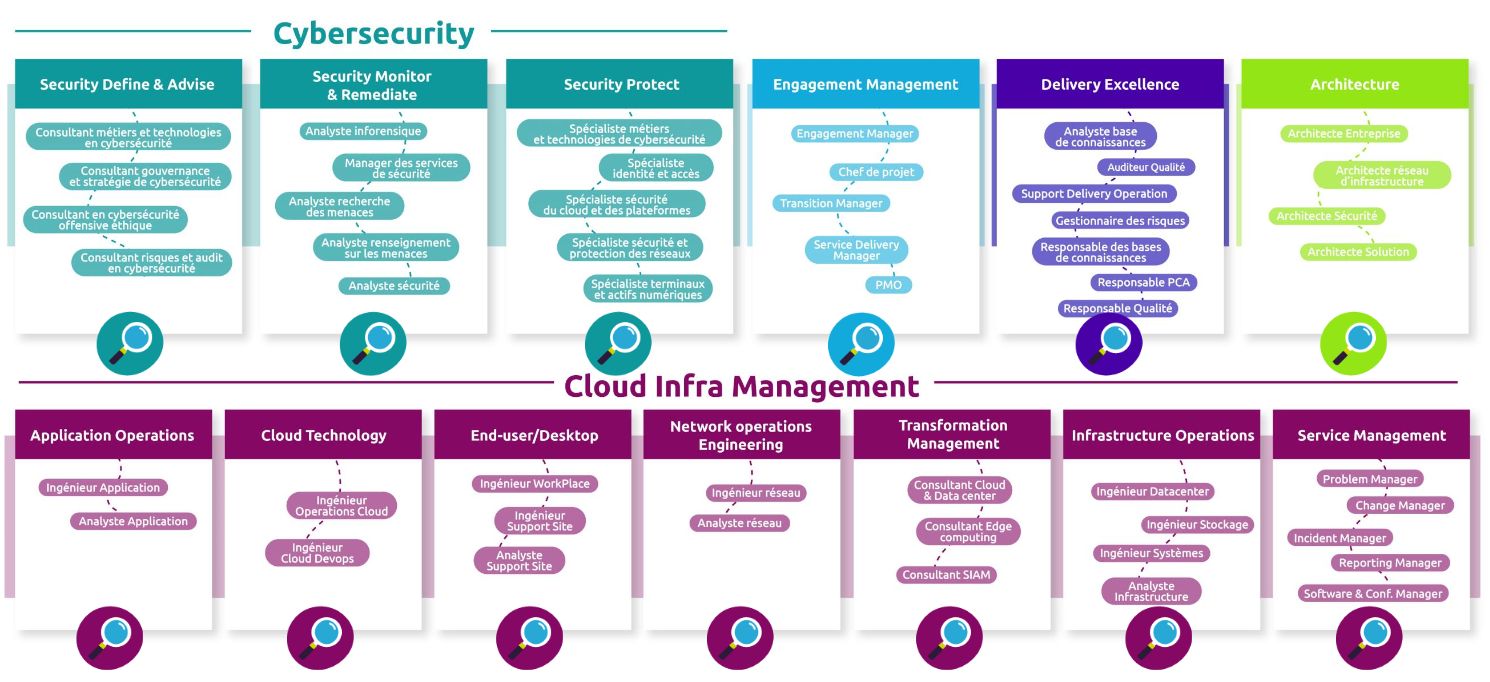 Cybersecurity
Security Define & Advise
Consultant métiers et technologies
en cybersécurité
Consultant gouvernance
et stratégie de cybersécurité
Consultant en cybersécurité
offensive éthique
Consultant risques et audit
en cybersécurité
Security Monitor
& Remediate
Analyste inforensique
Manager des services
de sécurité
Analyste recherche
des menaces
Analyste renseignement
sur les menaces
Analyste sécurité
Security Protect
Spécialiste métiers
et technologies de cybersécurité
Spécialiste
identité et accès
Spécialiste sécurité
du cloud et des plateformes
Spécialiste sécurité et
protection des réseaux
Spécialiste terminaux
et actifs numériques
Engagement Management
Engagement Manager
Chef de projet
Transition Manager
Service Delivery
Manager
PMO
Delivery Excellence
Analyste base
de connaissances
Auditeur Qualité
Support Delivery Operation
Gestionnaire des risques
Responsable des bases
de connaissances
Responsable PCA
Responsable Qualité
Architecture
Architecte Entreprise
Architecte réseau
d'infrastructure
Architecte Sécurité
Architecte Solution
Cloud Infra Management
Application Operations
Ingénieur Application
Analyste Application
Cloud Technology
Ingénieur
Operations Cloud
Ingénieur
Cloud Devops
End-user/Desktop
Ingénieur WorkPlace
Ingénieur
Support Site
Analyste
Support Site
Network operations
Engineering
Ingénieur réseau
Analyste réseau
Transformation
Management
Consultant Cloud
& Data center
Consultant Edge
computing
Consultant SIAM
Infrastructure Operations
Ingénieur Datacenter
Ingénieur Stockage
Ingénieur Systèmes
Analyste
Infrastructure
Service Management
Problem Manager
Change Manager
Incident Manager
Reporting Manager
Software & Conf. Manager